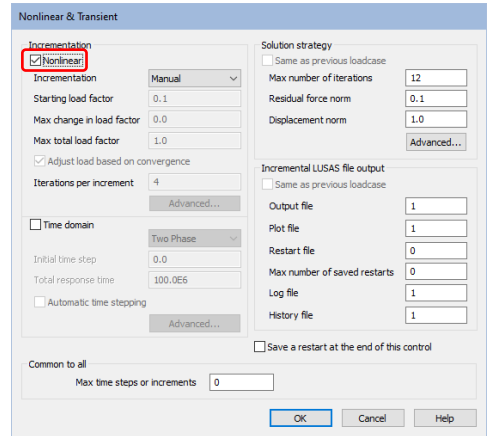 Nonlinear & Transient
Incrementation
Nonlinear
Incrementation Manual
Starting load factor 0.1
Max change in load factor 0.0
Max total load factor 1.0
Adjust load based on convergence
Iterations per increment 4
Advanced...
Time domain
Two Phase
Initial time step 0.0
Total response time 100.0E6
Automatic time stepping
Advanced...
Solution strategy
Same as previous loadcase
Max number of iterations 12
Residual force norm 0.1
Displacement norm 1.0
Advanced...
Incremental LUSAS file output
Same as previous loadcase
Output file 1
Plot file 1
Restart file 0
Max number of saved restarts 0
Log file 1
History file 1
Save a restart at the end of this control
Common to all
Max time steps or increments 0
OK Cancel Help